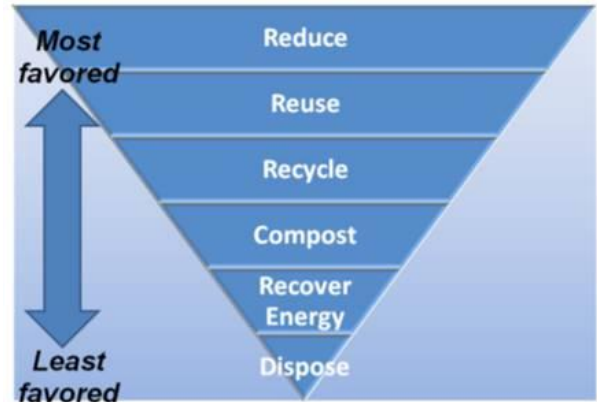 Most
favored
Reduce
Reuse
Recycle
Compost
Recover
Energy
Dispose
Least
favored